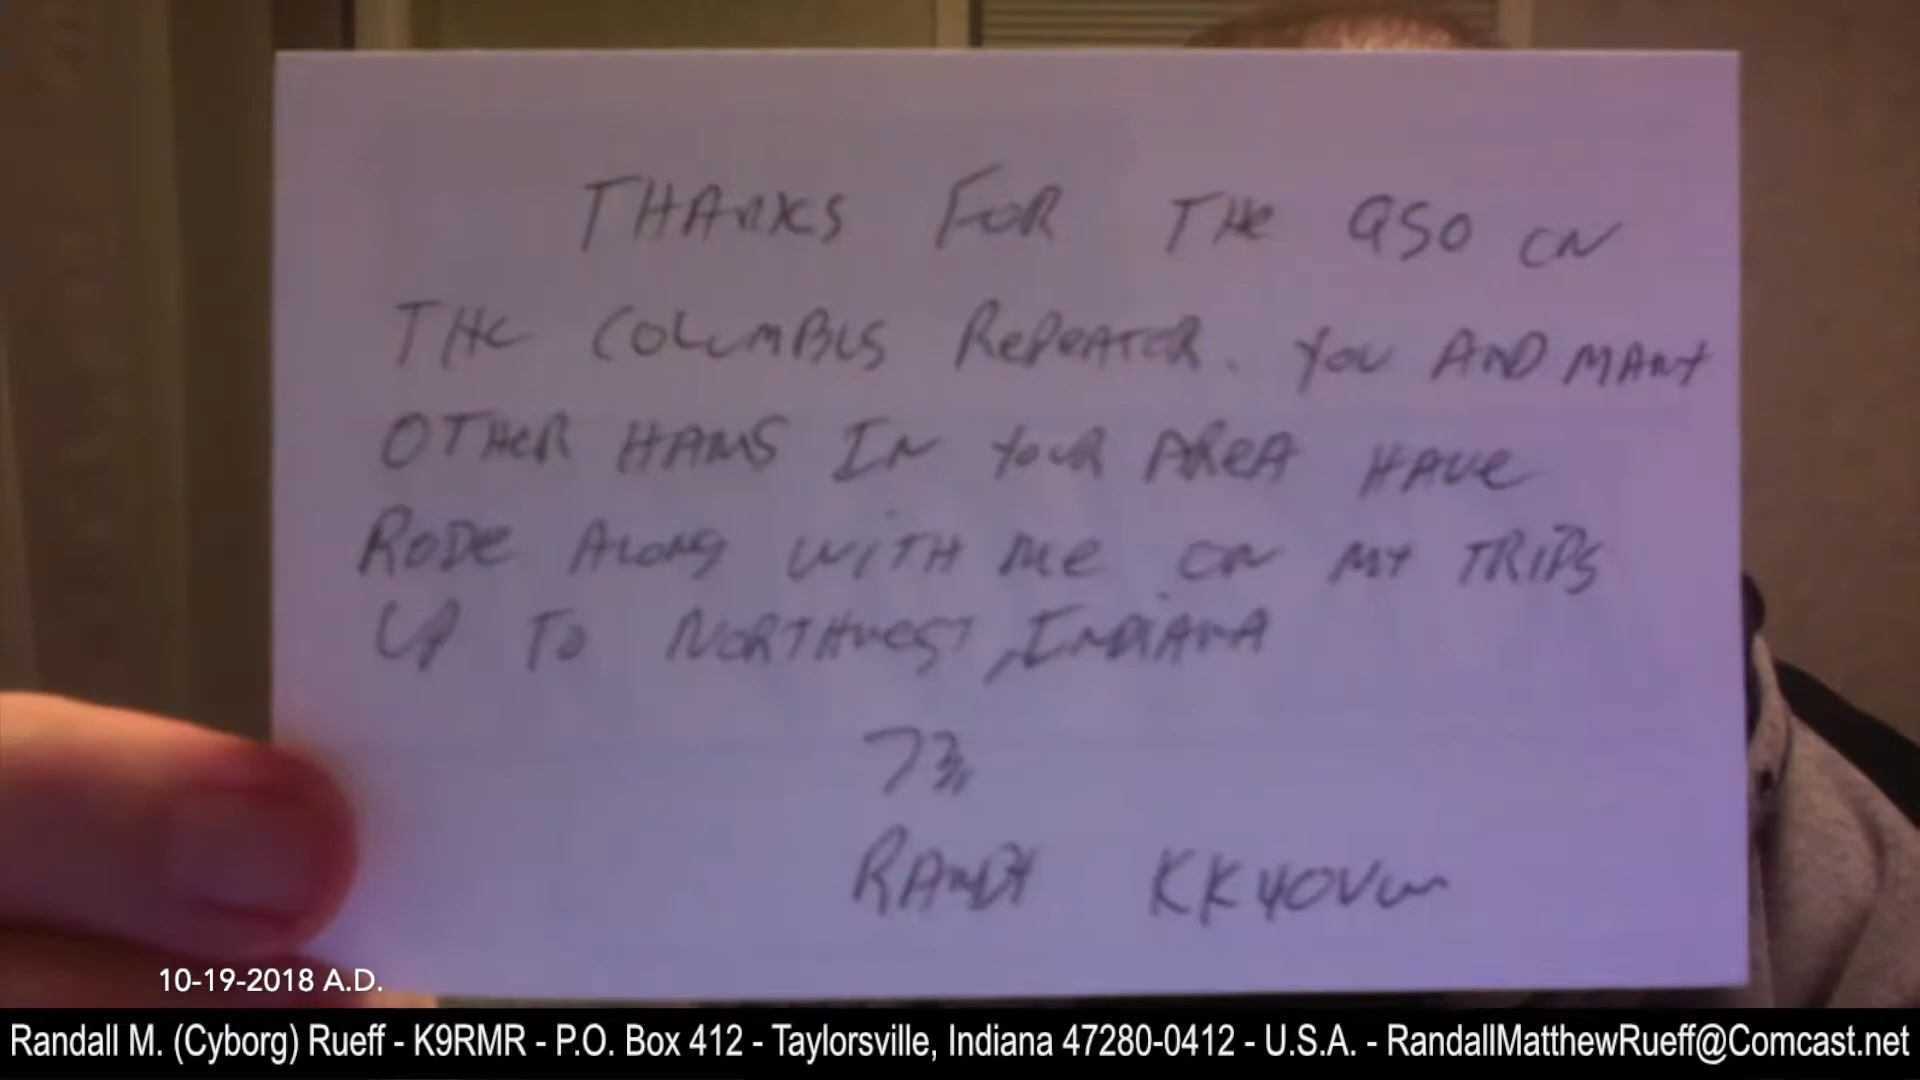 THANKS FOR THE QSO ON
THE COLUMBUS REPEATER. YOU AND MANY
OTHER HAMS IN YOUR AREA HAVE
RODE ALONG WITH ME ON MY TRIPS
UP TO NORTHWEST, INDIANA
73,
RANDY KK4OVW
10-19-2018 A.D.
Randall M. (Cyborg) Rueff - K9RMR - P.O. Box 412 - Taylorsville, Indiana 47280-0412 - U.S.A. - RandallMatthewRueff@Comcast.net